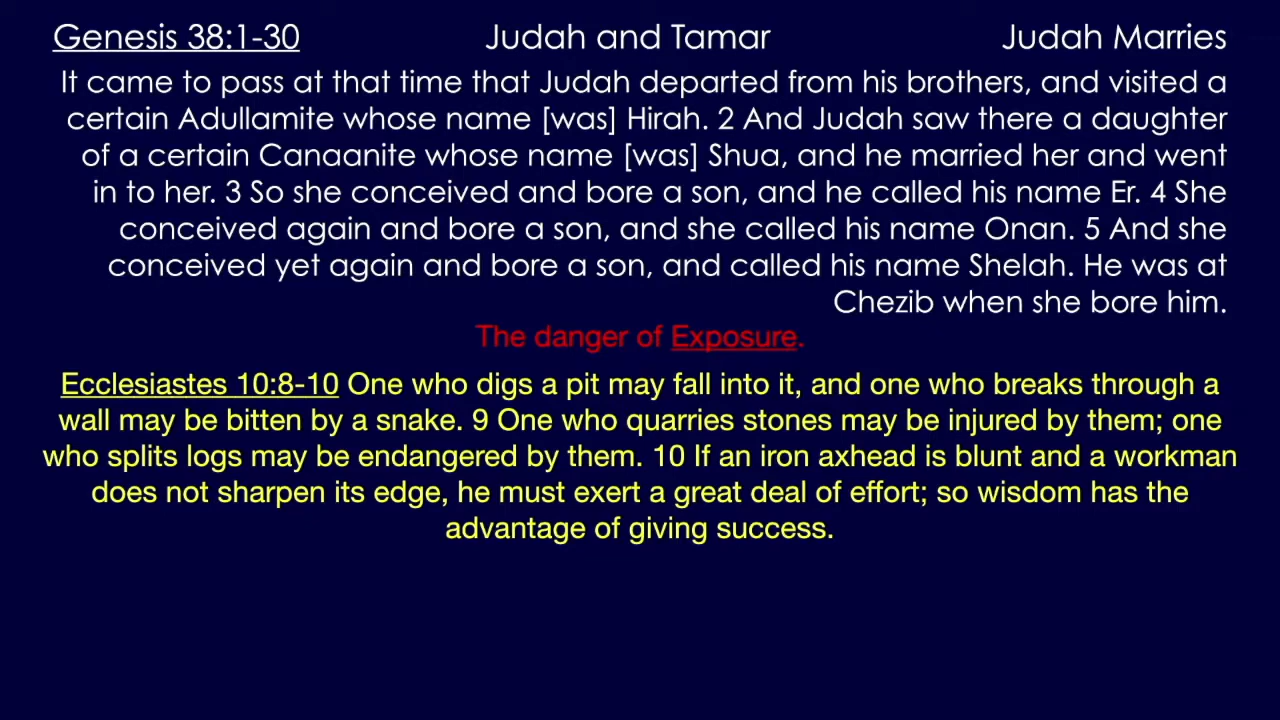 Genesis 38:1-30 Judah and Tamar Judah Marries
It came to pass at that time that Judah departed from his brothers, and visited a
certain Adullamite whose name [was] Hirah. 2 And Judah saw there a daughter
of a certain Canaanite whose name [was] Shua, and he married her and went
in to her. 3 So she conceived and bore a son, and he called his name Er. 4 She
conceived again and bore a son, and she called his name Onan. 5 And she
conceived yet again and bore a son, and called his name Shelah. He was at
Chezib when she bore him.
The danger of Exposure.
Ecclesiastes 10:8-10 One who digs a pit may fall into it, and one who breaks through a
wall may be bitten by a snake. 9 One who quarries stones may be injured by them; one
who splits logs may be endangered by them. 10 If an iron axhead is blunt and a workman
does not sharpen its edge, he must exert a great deal of effort; so wisdom has the
advantage of giving success.